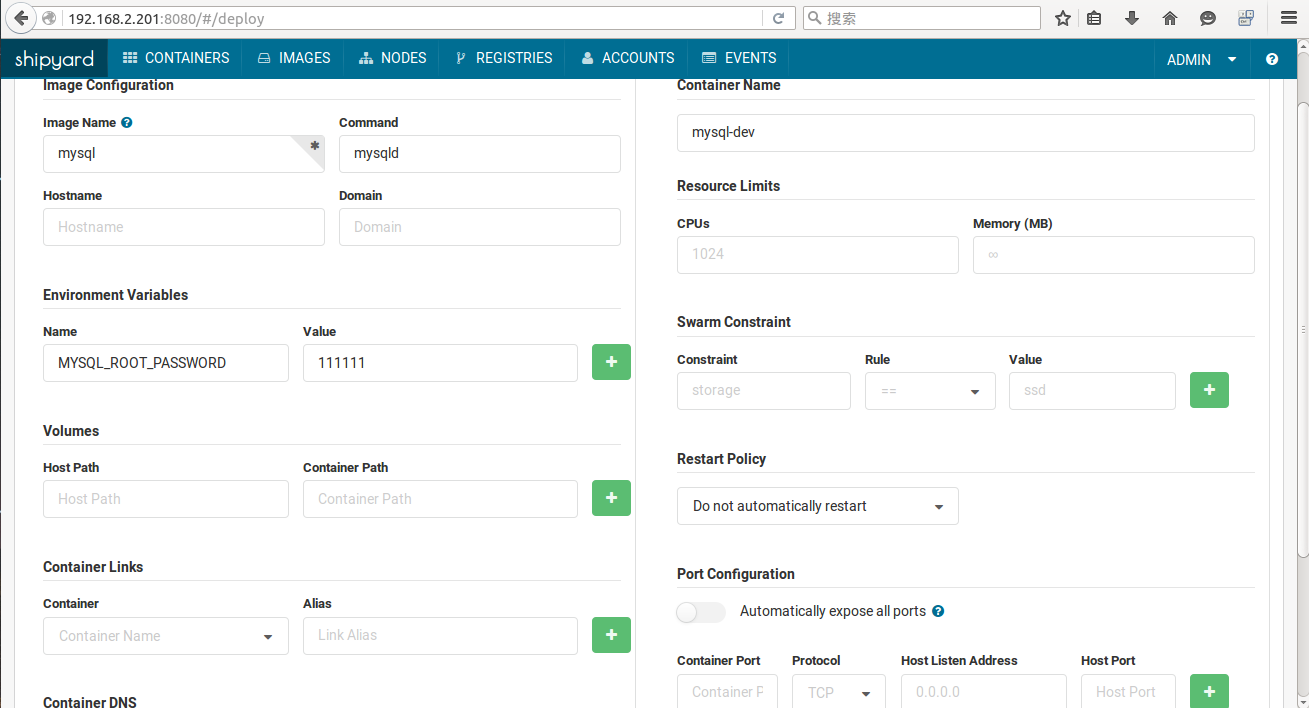 192.168.2.201:8080/#/deploy
搜索
shipyard
CONTAINERS
IMAGES
NODES
REGISTRIES
ACCOUNTS
EVENTS
ADMIN
Image Configuration
Image Name
Command
mysql
mysqld
Hostname
Domain
Hostname
Domain
Environment Variables
Name
Value
MYSQL_ROOT_PASSWORD
111111
Volumes
Host Path
Container Path
Host Path
Container Path
Container Links
Container
Alias
Container Name
Link Alias
Container DNS
Container Name
mysql-dev
Resource Limits
CPUs
Memory (MB)
1024
∞
Swarm Constraint
Constraint
Rule
Value
storage
==
ssd
Restart Policy
Do not automatically restart
Port Configuration
Automatically expose all ports
Container Port
Protocol
Host Listen Address
Host Port
Container P
TCP
0.0.0.0
Host Port